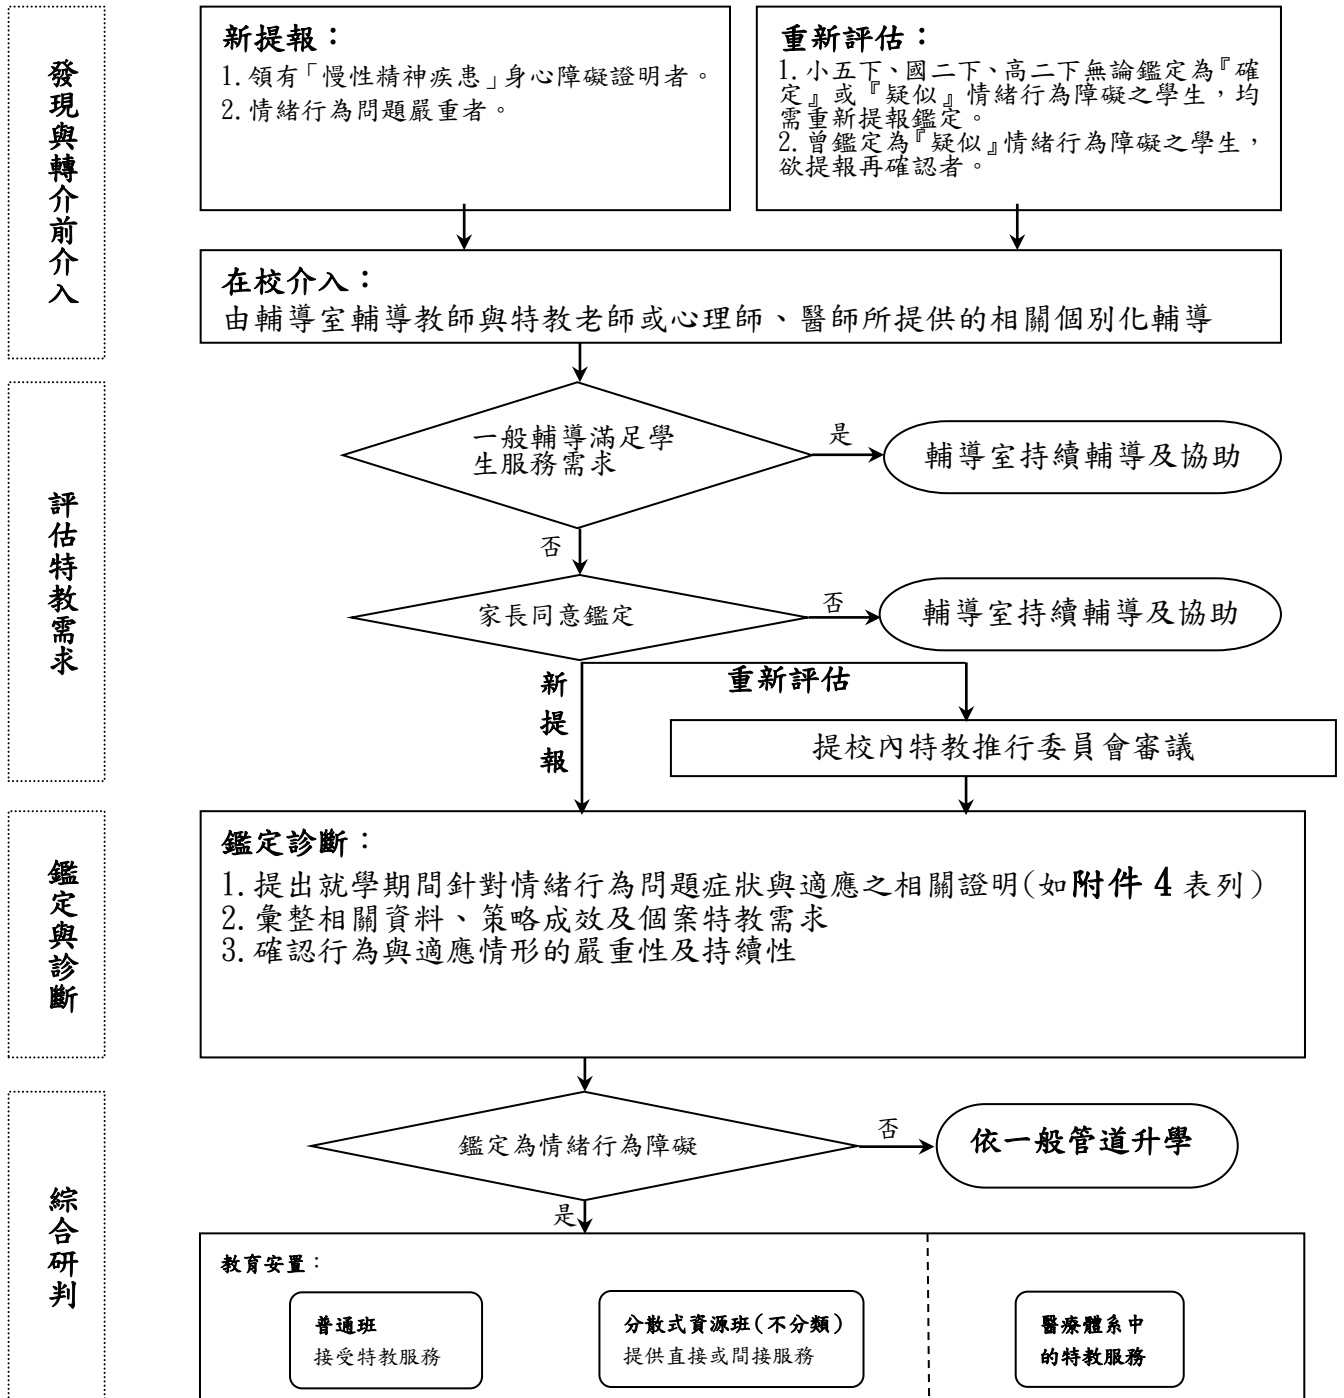 發現與轉介前介入
新提報：
1.領有「慢性精神疾患」身心障礙證明者。
2.情緒行為問題嚴重者。
重新評估：
1.小五下、國二下、高二下無論鑑定為『確
定』或『疑似』情緒行為障礙之學生，均
需重新提報鑑定。
2.曾鑑定為『疑似』情緒行為障礙之學生，
欲提報再確認者。
在校介入：
由輔導室輔導教師與特教老師或心理師、醫師所提供的相關個別化輔導
評估特教需求
一般輔導滿足學
生服務需求
是
輔導室持續輔導及協助
否
家長同意鑑定
否
輔導室持續輔導及協助
新提報
重新評估
提校內特教推行委員會審議
鑑定與診斷
鑑定診斷：
1.提出就學期間針對情緒行為問題症狀與適應之相關證明(如附件 4 表列)
2.彙整相關資料、策略成效及個案特教需求
3.確認行為與適應情形的嚴重性及持續性
綜合研判
鑑定為情緒行為障礙
否
依一般管道升學
是
教育安置：
普通班
接受特教服務
分散式資源班(不分類)
提供直接或間接服務
醫療體系中
的特教服務